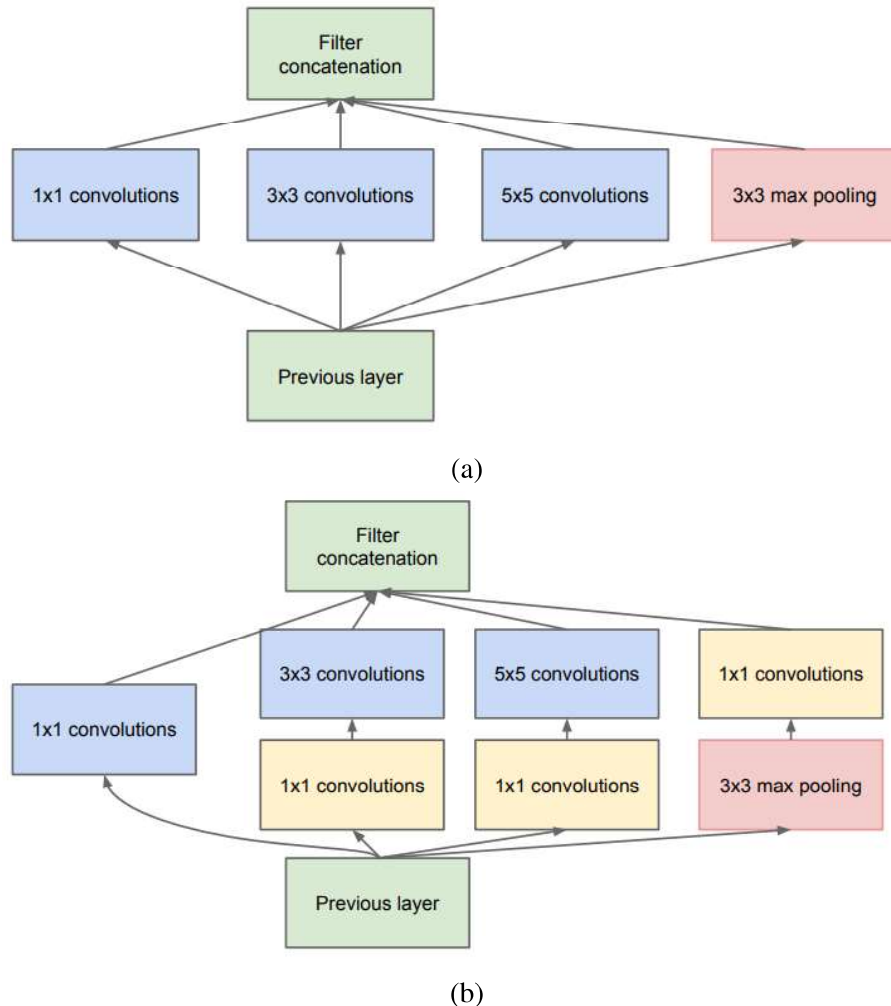 Filter
concatenation
1x1 convolutions
3x3 convolutions
5x5 convolutions
3x3 max pooling
Previous layer
(a)
Filter
concatenation
3x3 convolutions
5x5 convolutions
1x1 convolutions
1x1 convolutions
1x1 convolutions
1x1 convolutions
3x3 max pooling
Previous layer
(b)